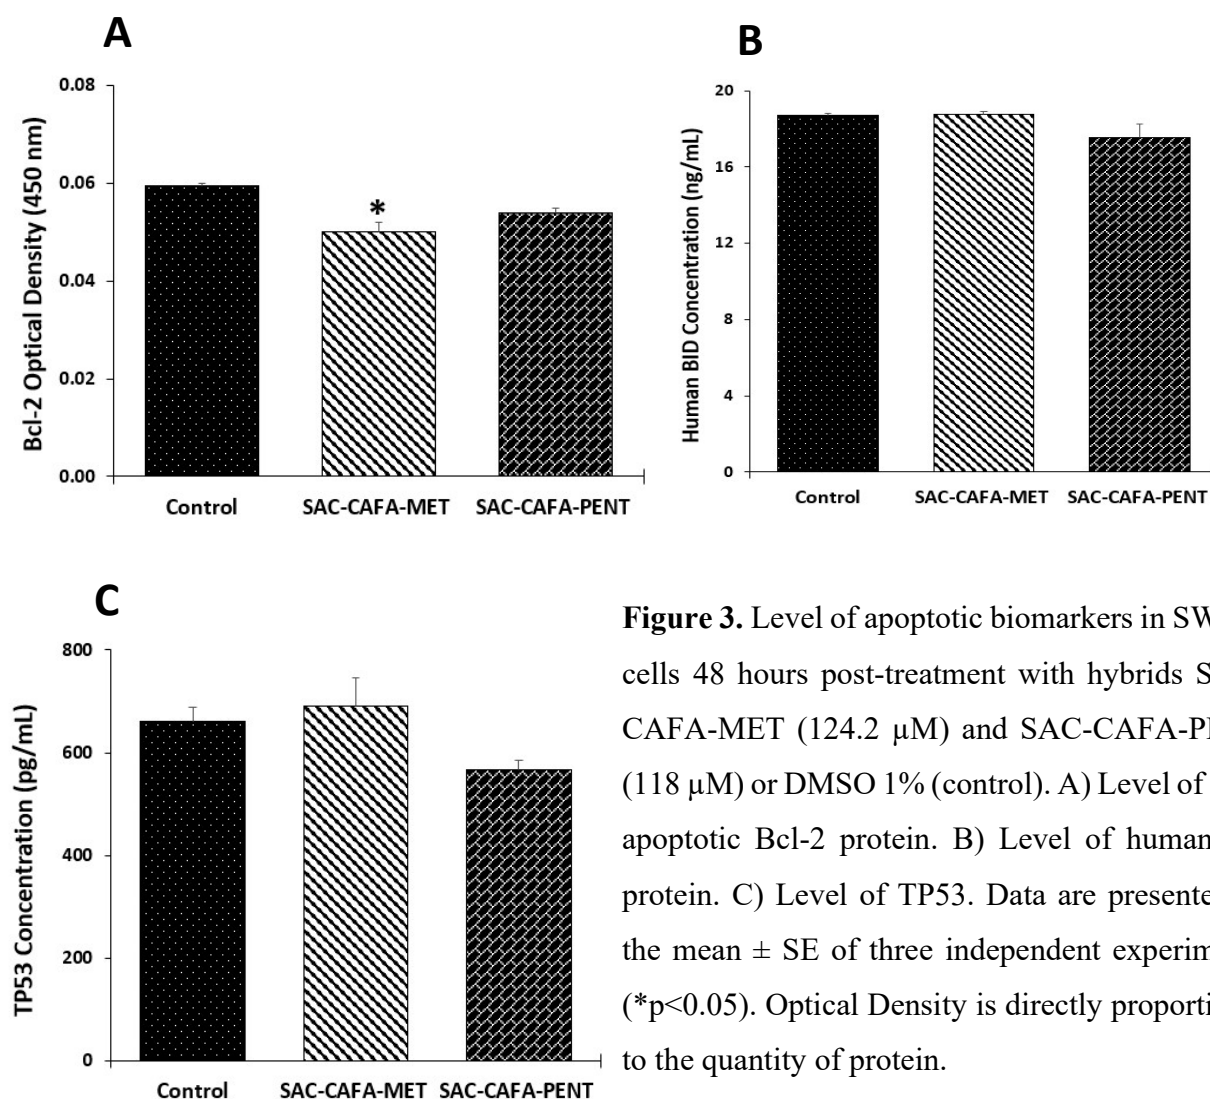 A
0.08
0.06
0.04
0.02
0.00
Bcl-2 Optical Density (450 nm)
*
Control SAC-CAFA-MET SAC-CAFA-PENT
B
20
16
12
8
4
0
Human BID Concentration (ng/mL)
Control SAC-CAFA-MET SAC-CAFA-PENT
C
800
600
400
200
0
TP53 Concentration (pg/mL)
Control SAC-CAFA-MET SAC-CAFA-PENT
Figure 3. Level of apoptotic biomarkers in SW
cells 48 hours post-treatment with hybrids S
CAFA-MET (124.2 µM) and SAC-CAFA-PE
(118 µM) or DMSO 1% (control). A) Level of
apoptotic Bcl-2 protein. B) Level of human
protein. C) Level of TP53. Data are presente
the mean ± SE of three independent experim
(*p<0.05). Optical Density is directly proporti
to the quantity of protein.